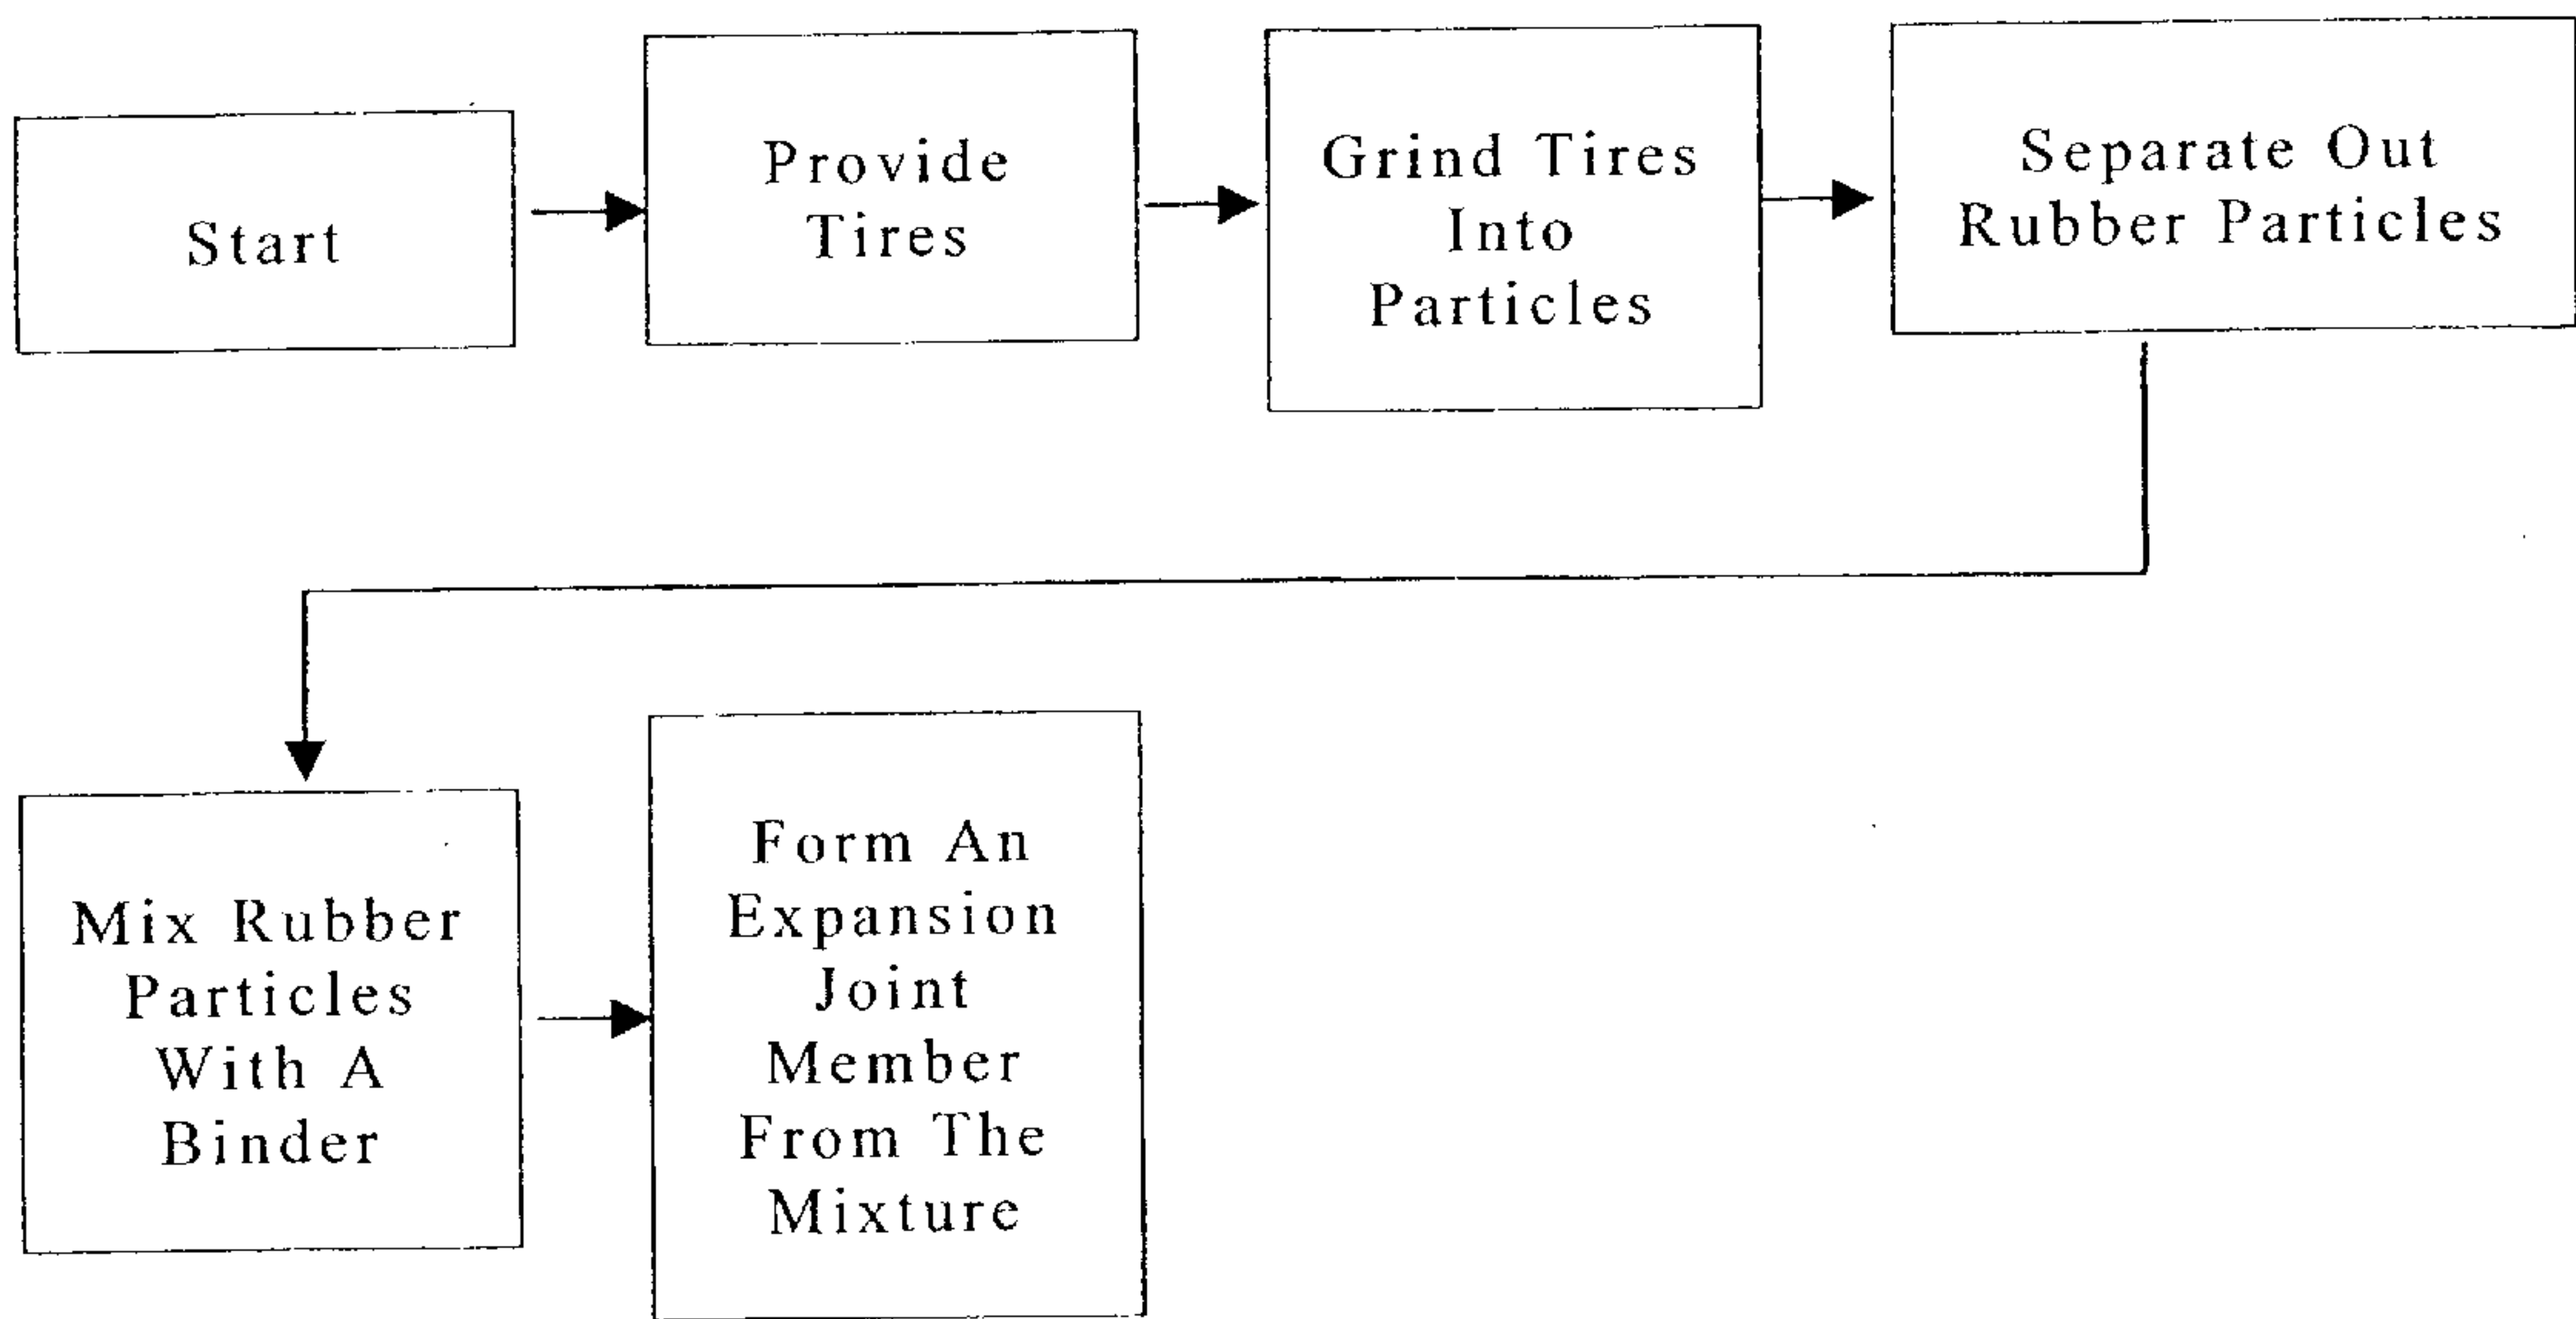 Start
Provide
Tires
Grind Tires
Into
Particles
Separate Out
Rubber Particles
Mix Rubber
Particles
With A
Binder
Form An
Expansion
Joint
Member
From The
Mixture